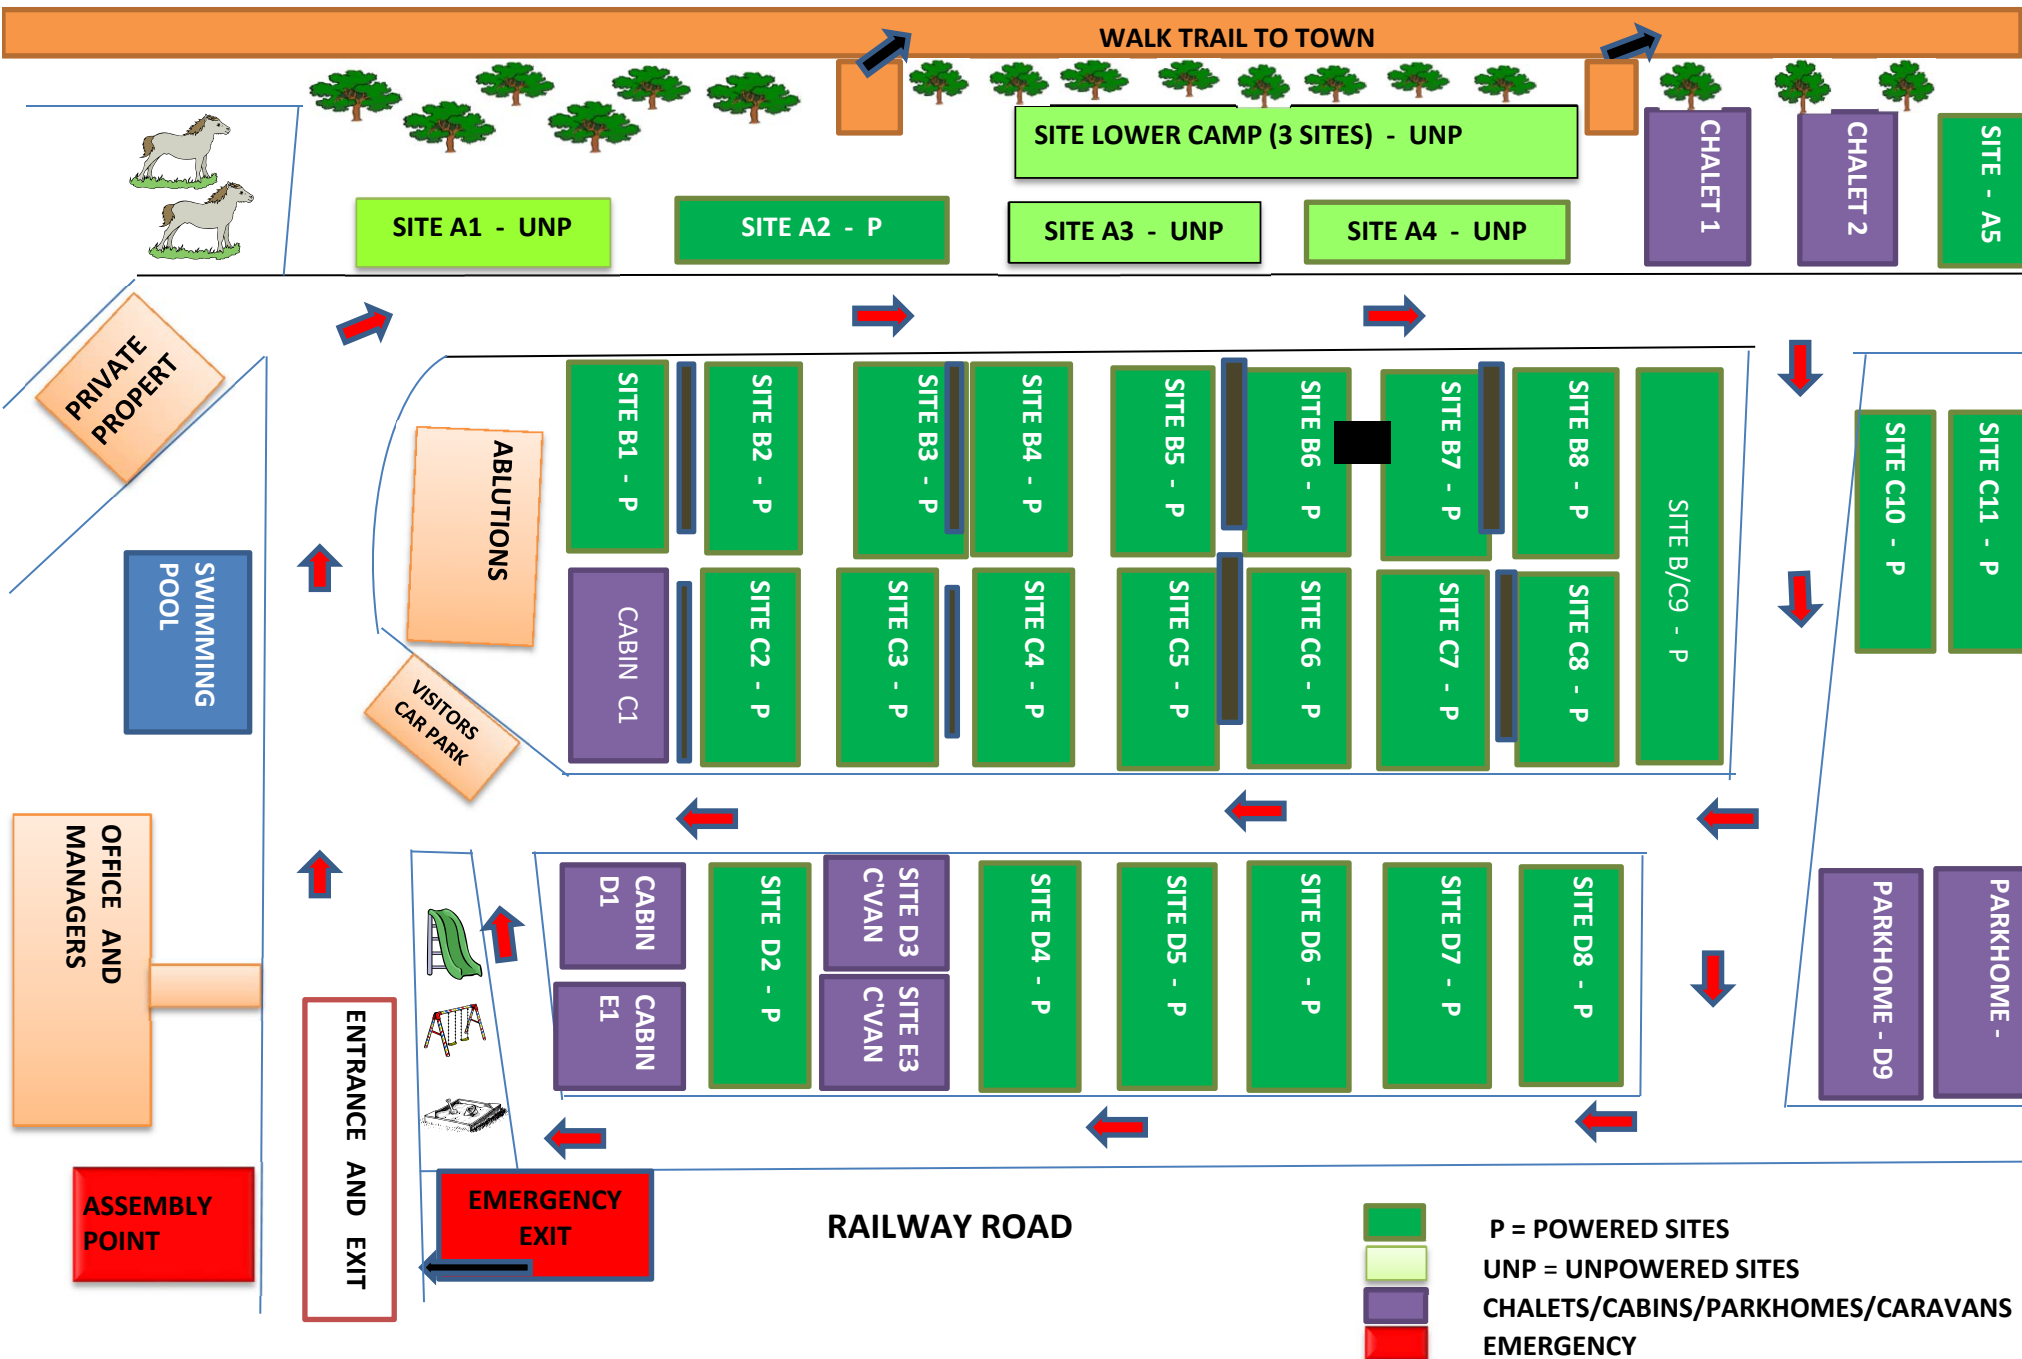 WALK TRAIL TO TOWN
SITE LOWER CAMP (3 SITES) - UNP
CHALET 1
CHALET 2
SITE - A5
SITE A1 - UNP
SITE A2 - P
SITE A3 - UNP
SITE A4 - UNP
PRIVATE
PROPERT
ABLUTIONS
SITE B1 - P
SITE B2 - P
SITE B3 - P
SITE B4 - P
SITE B5 - P
SITE B6 - P
SITE B7 - P
SITE B8 - P
SITE B/C9 - P
SITE C10 - P
SITE C11 - P
SWIMMING
POOL
VISITORS
CAR PARK
CABIN C1
SITE C2 - P
SITE C3 - P
SITE C4 - P
SITE C5 - P
SITE C6 - P
SITE C7 - P
SITE C8 - P
OFFICE AND
MANAGERS
CABIN
D1
CABIN
E1
SITE D2 - P
SITE D3
C'VAN
SITE E3
C'VAN
SITE D4 - P
SITE D5 - P
SITE D6 - P
SITE D7 - P
SITE D8 - P
PARKHOME - D9
PARKHOME -
ENTRANCE AND EXIT
ASSEMBLY
POINT
EMERGENCY
EXIT
RAILWAY ROAD
P = POWERED SITES
UNP = UNPOWERED SITES
CHALETS/CABINS/PARKHOMES/CARAVANS
EMERGENCY